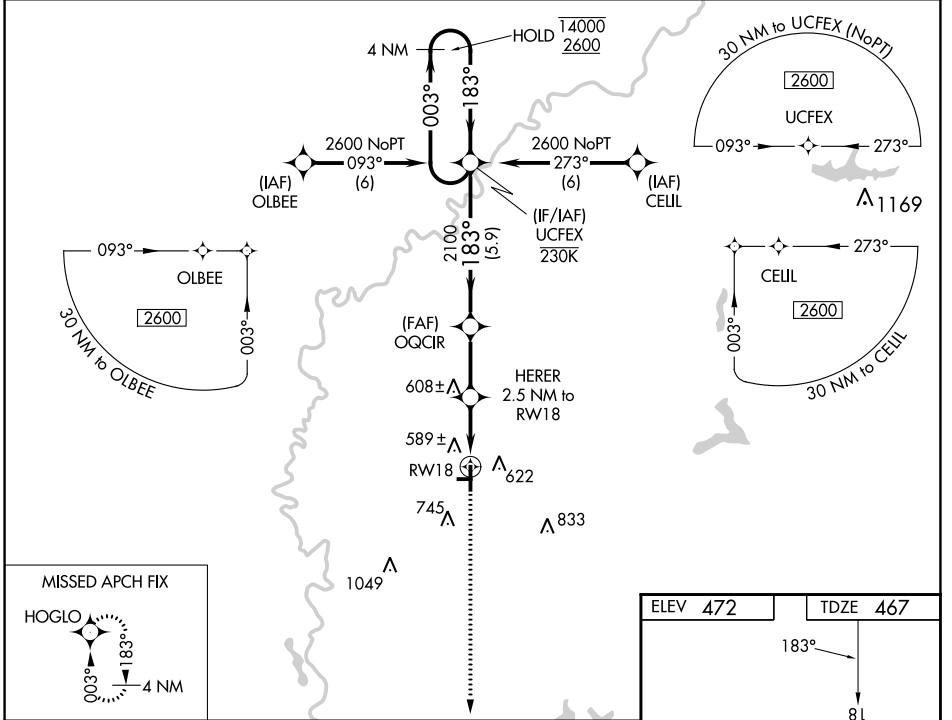 4 NM
HOLD 14000
2600
003°
183°
2600 NoPT
093°
(6)
(IAF)
OLBEE
2600 NoPT
273°
(6)
(IAF)
CELIL
(IF/IAF)
UCFEX
230K
2100
183°
(5.9)
30 NM to UCFEX (NoPT)
2600
UCFEX
093°
273°
1169
093°
OLBEE
2600
003°
30 NM to OLBEE
273°
CELIL
2600
003°
30 NM to CELIL
(FAF)
OQCIR
608±
HERER
2.5 NM to
RW18
589±
RW18
622
745
833
1049
MISSED APCH FIX
HOGLO
003°
183°
4 NM
ELEV 472
TDZE 467
183°
8L